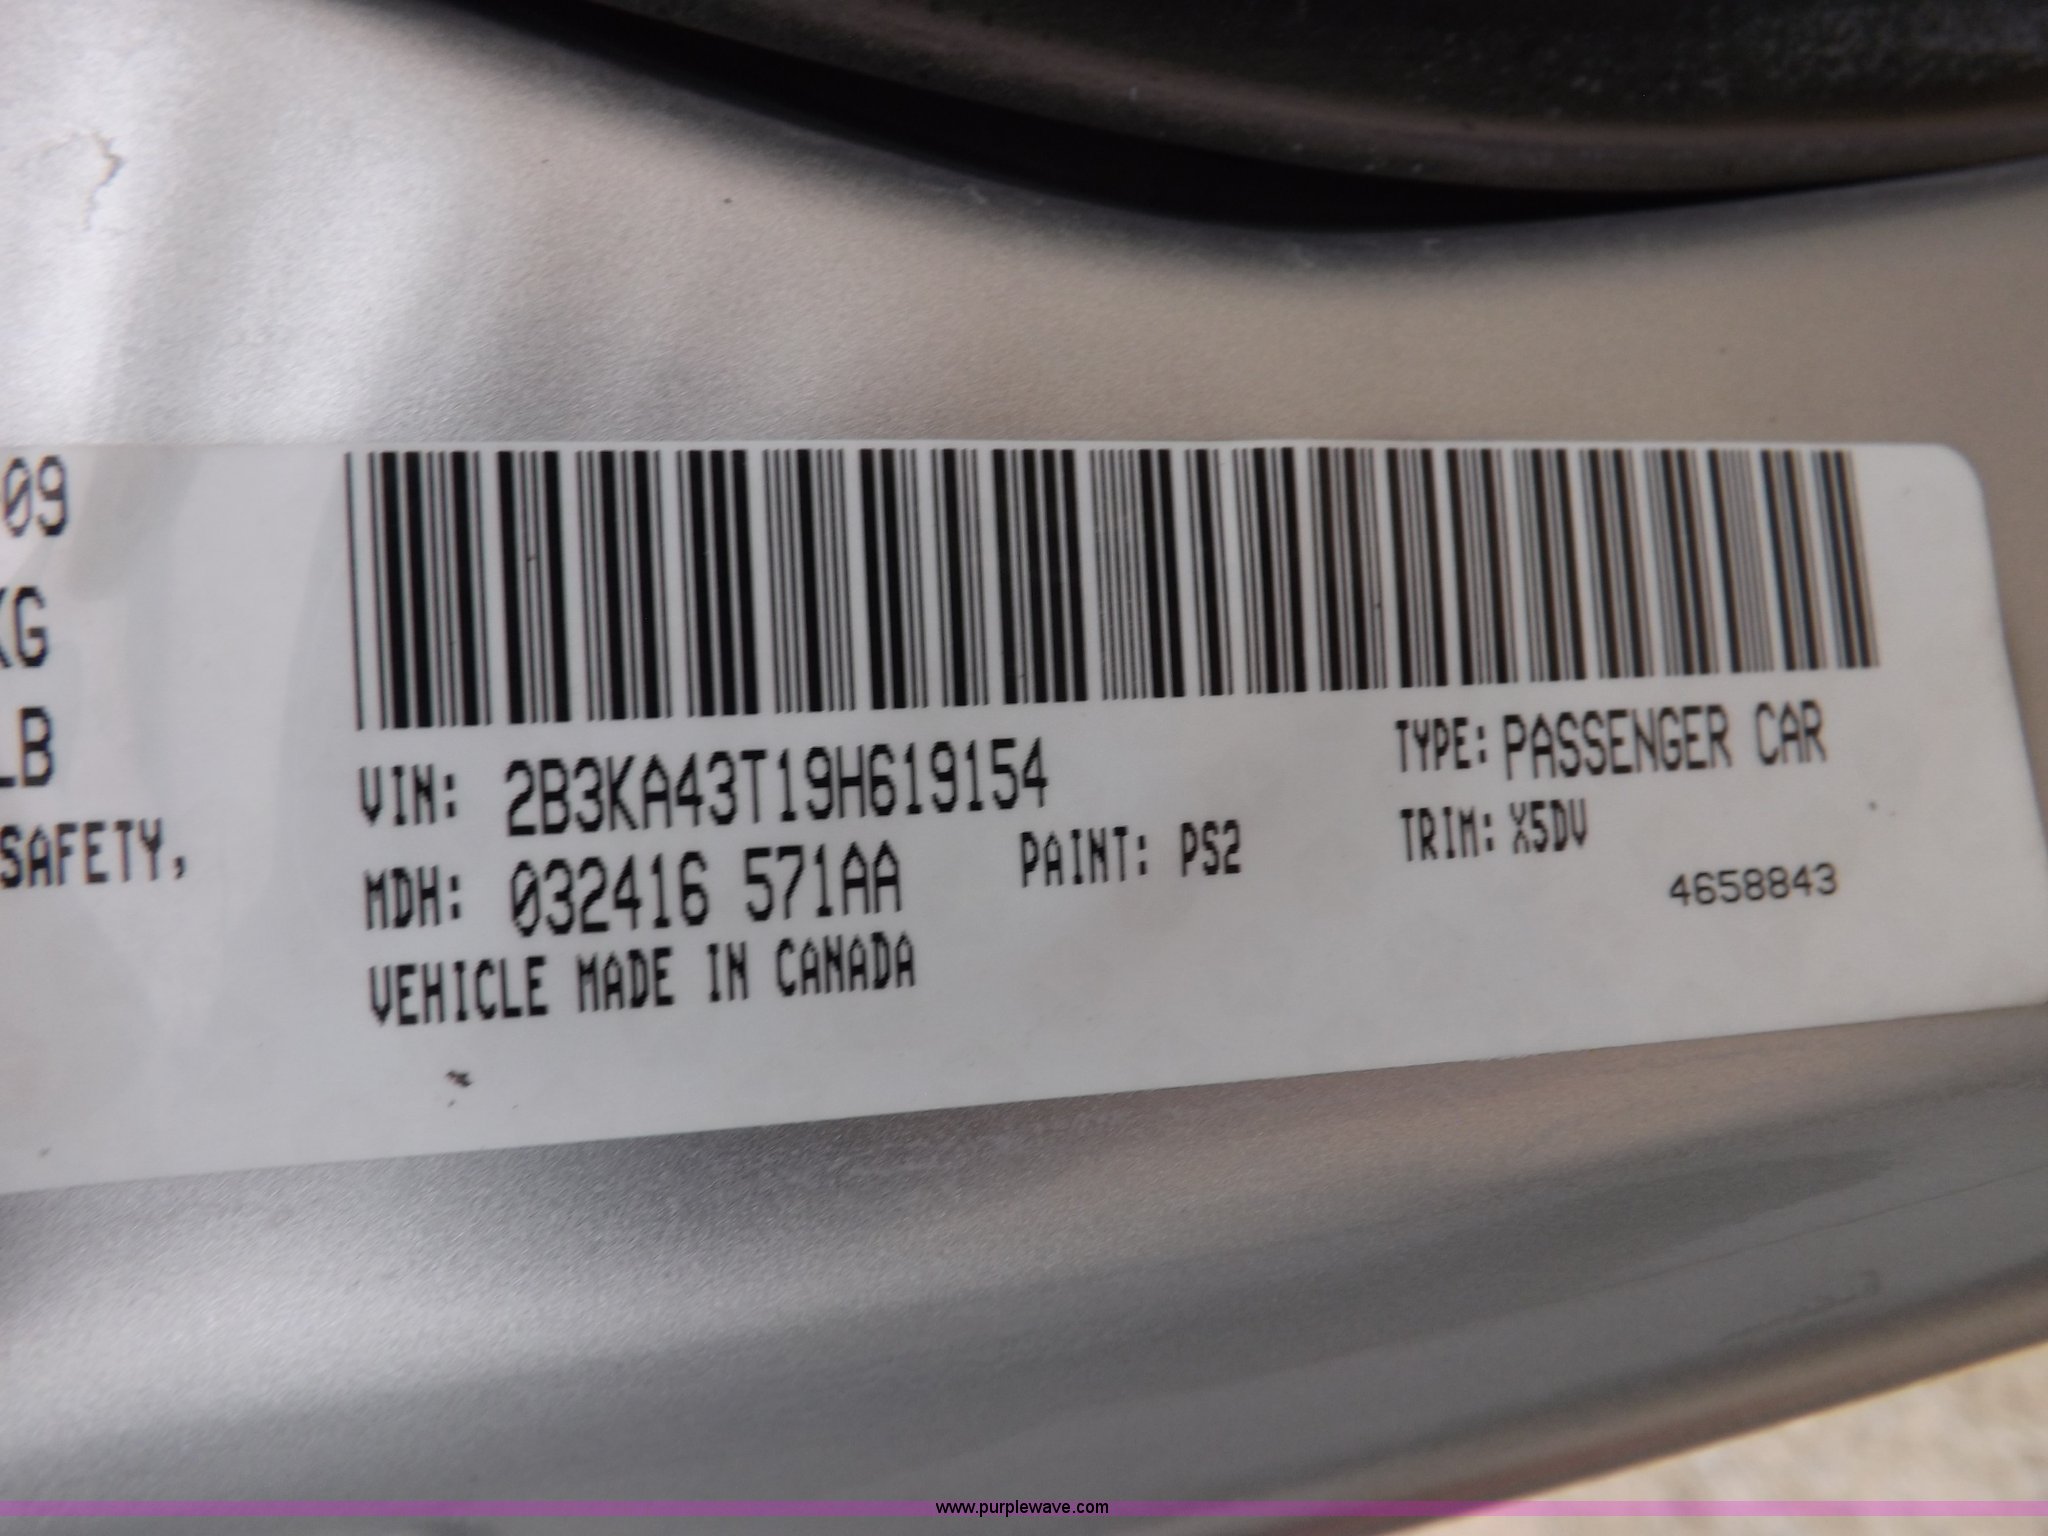 09
KG
LB
SAFETY,
VIN: 2B3KA43T19H619154
TYPE: PASSENGER CAR
MDH: 032416 571AA
PAINT: PS2
TRIM: X5DV
4658843
VEHICLE MADE IN CANADA
www.purplewave.com